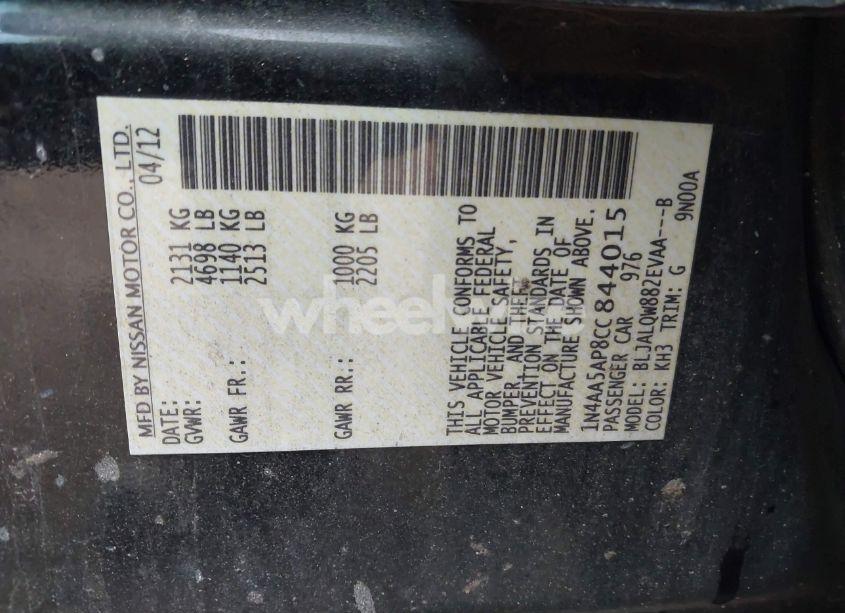 MFD BY NISSAN MOTOR CO., LTD.
DATE: 04/12
GVWR: 2131 KG
4698 LB
GAWR FR.: 1140 KG
2513 LB
GAWR RR.: 1000 KG
2205 LB
THIS VEHICLE CONFORMS TO
ALL APPLICABLE FEDERAL
MOTOR VEHICLE SAFETY,
BUMPER, AND THEFT
PREVENTION STANDARDS IN
EFFECT ON THE DATE OF
MANUFACTURE SHOWN ABOVE.
1N4AA5AP8CC844015
PASSENGER CAR 976
MODEL: BLJALQW882EVAA---B
COLOR: KH3 TRIM: G 9N00A